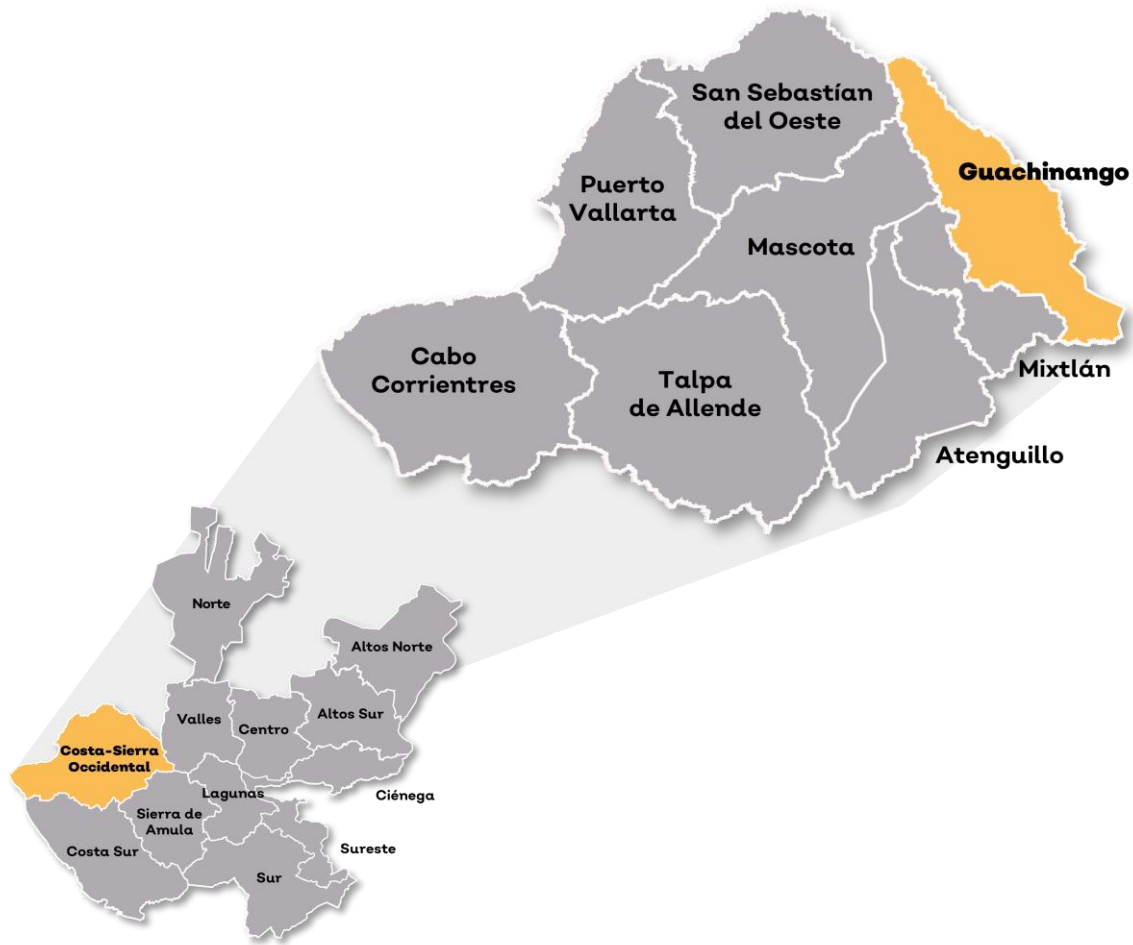 San Sebastían
del Oeste
Guachinango
Puerto
Vallarta
Mascota
Cabo
Corrientres
Talpa
de Allende
Mixtlán
Atenguillo
Norte
Altos Norte
Valles
Centro
Altos Sur
Costa-Sierra
Occidental
Lagunas
Ciénega
Sierra de
Amula
Costa Sur
Sureste
Sur